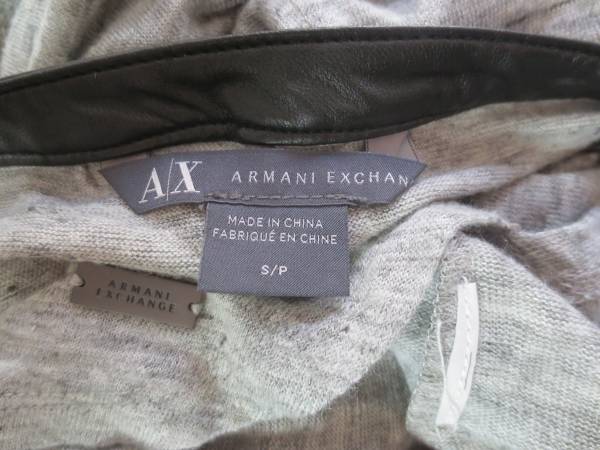 A|X ARMANI EXCHAN
MADE IN CHINA
FABRIQUÉ EN CHINE
S/P
ARMANI
EXCHANGE